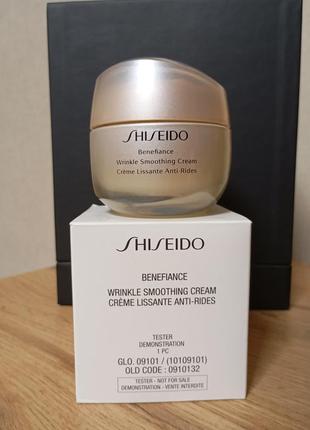 SHISEIDO
Benefiance
Wrinkle Smoothing Cream
Crème Lissante Anti-Rides
SHISEIDO
BENEFIANCE
WRINKLE SMOOTHING CREAM
CRÈME LISSANTE ANTI-RIDES
TESTER
DEMONSTRATION
1 PC
GLO. 09101 / (10109101)
OLD CODE : 0910132
TESTER - NOT FOR SALE
DEMONSTRATION - VENTE INTERDITE